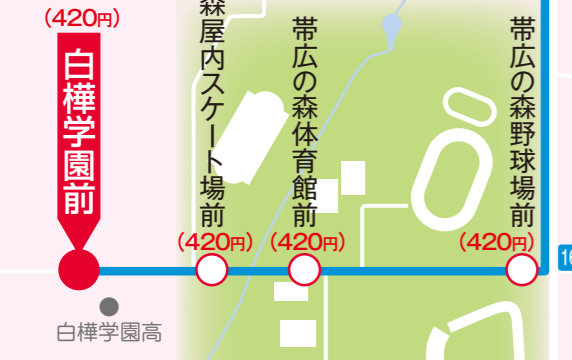 (420円)
白樺学園前
森屋内スケート場前
(420円)
帯広の森体育館前
(420円)
帯広の森野球場前
(420円)
16
白樺学園高